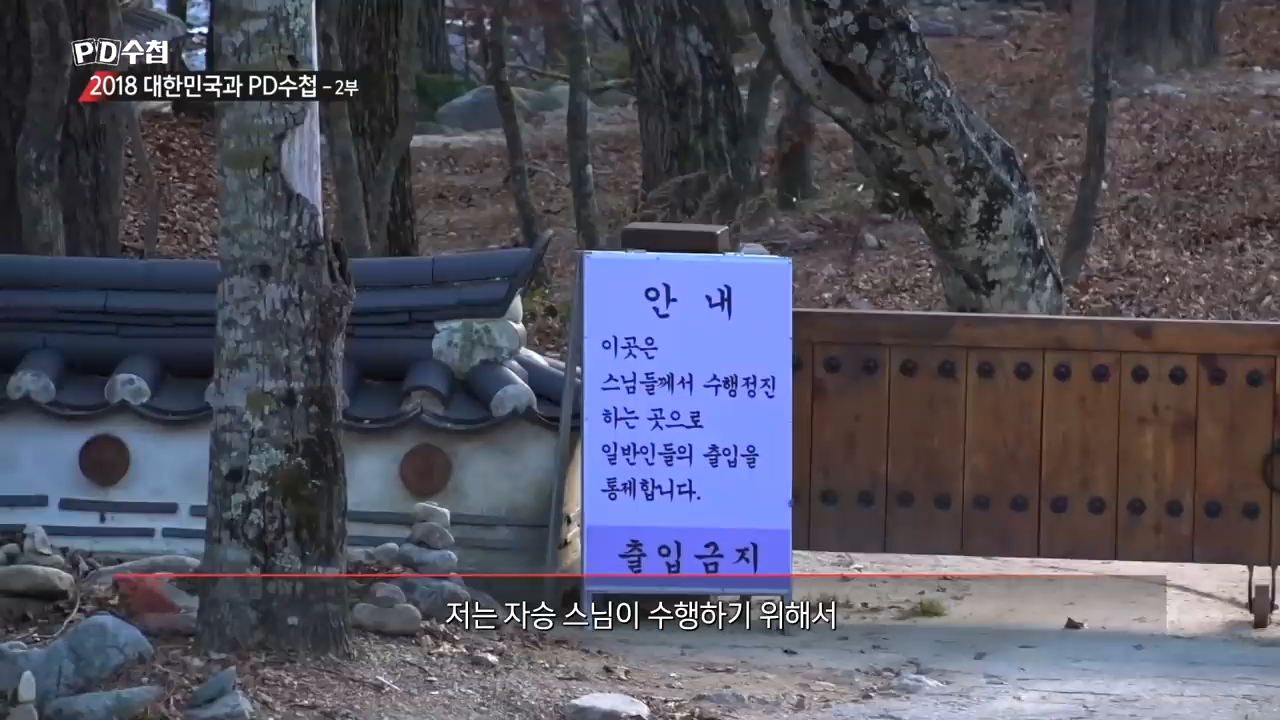 PD수첩
2018 대한민국과 PD수첩 – 2부
안 내
이곳은
스님들께서 수행정진
하는 곳으로
일반인들의 출입을
통제합니다.
출입금지
저는 자승 스님이 수행하기 위해서